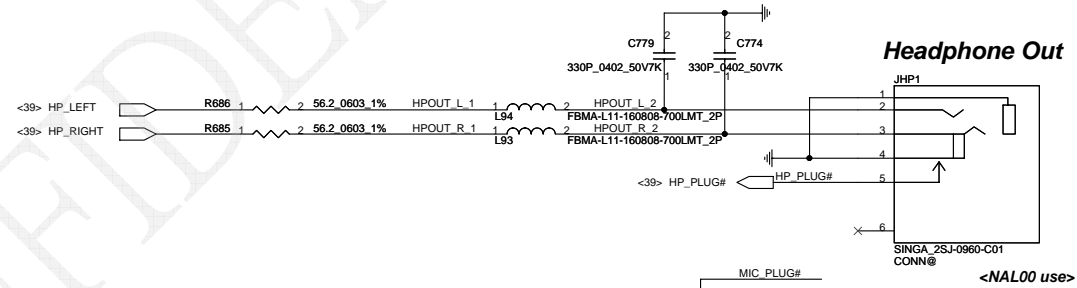 C779
2
330P_0402_50V7K
1
2
C774
330P_0402_50V7K
1
Headphone Out
JHP1
<39> HP_LEFT
R686
1
2
56.2_0603_1%
HPOUT_L_1
1
2
L94
HPOUT_L_2
FBMA-L11-160808-700LMT_2P
<39> HP_RIGHT
R685
1
2
56.2_0603_1%
HPOUT_R_1
1
2
L93
HPOUT_R_2
FBMA-L11-160808-700LMT_2P
1
2
3
4
<39> HP_PLUG#
HP_PLUG#
5
6
SINGA_2SJ-0960-C01
CONN@
<NAL00 use>
MIC_PLUG#